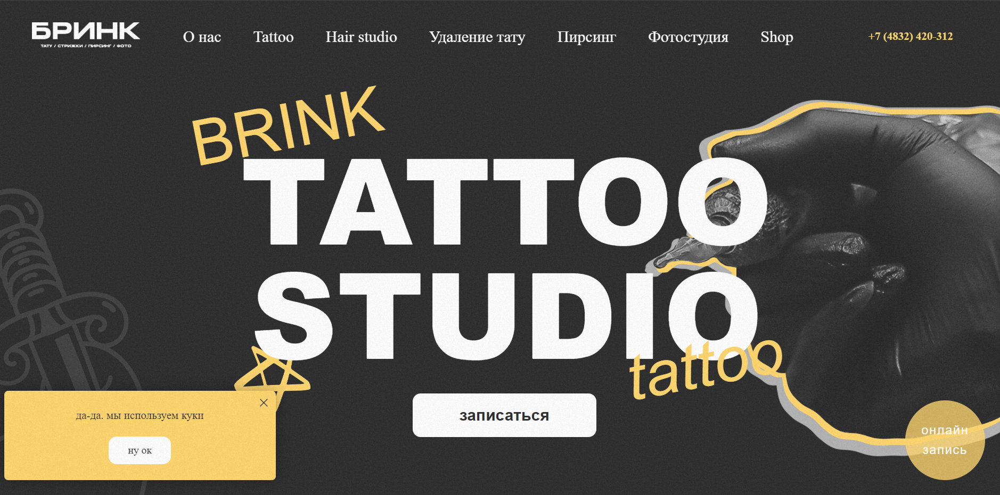 БРИНК
ТАТУ / СТРИЖКИ / ПИРСИНГ / ФОТО
О нас
Tattoo
Hair studio
Удаление тату
Пирсинг
Фотостудия
Shop
+7 (4832) 420-312
BRINK
TATTOO
STUDIO
tattoo
записаться
да-да. мы используем куки
ну ок
онлайн
запись